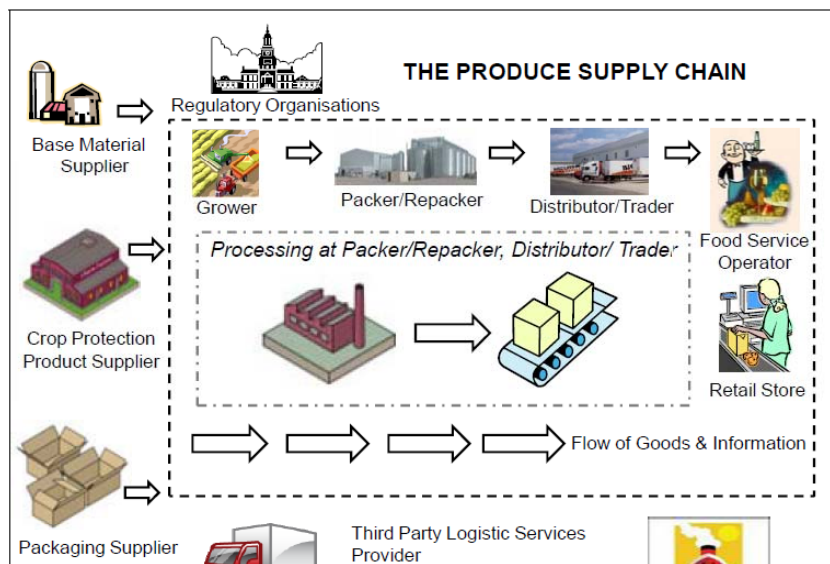 THE PRODUCE SUPPLY CHAIN
Regulatory Organisations
Base Material
Supplier
Grower
Packer/Repacker
Distributor/Trader
Food Service
Operator
Processing at Packer/Repacker, Distributor/ Trader
Crop Protection
Product Supplier
Retail Store
Flow of Goods & Information
Packaging Supplier
Third Party Logistic Services
Provider